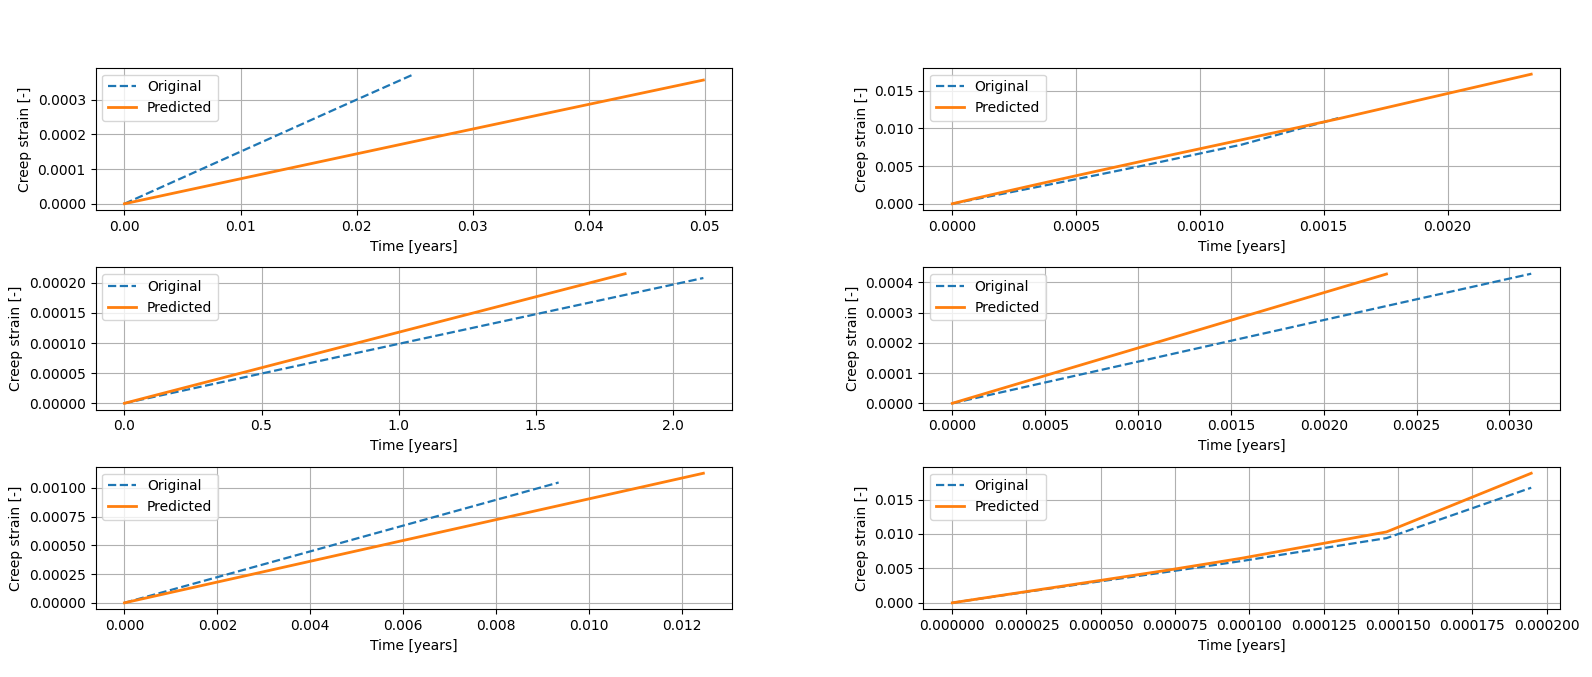 Creep strain [-]
0.0003
0.0002
0.0001
0.0000
Original
Predicted
0.00 0.01 0.02 0.03 0.04 0.05
Time [years]
Creep strain [-]
0.015
0.010
0.005
0.000
Original
Predicted
0.0000 0.0005 0.0010 0.0015 0.0020
Time [years]
Creep strain [-]
0.00020
0.00015
0.00010
0.00005
0.00000
Original
Predicted
0.0 0.5 1.0 1.5 2.0
Time [years]
Creep strain [-]
0.0004
0.0003
0.0002
0.0001
0.0000
Original
Predicted
0.0000 0.0005 0.0010 0.0015 0.0020 0.0025 0.0030
Time [years]
Creep strain [-]
0.00100
0.00075
0.00050
0.00025
0.00000
Original
Predicted
0.000 0.002 0.004 0.006 0.008 0.010 0.012
Time [years]
Creep strain [-]
0.015
0.010
0.005
0.000
Original
Predicted
0.000000 0.000025 0.000050 0.000075 0.000100 0.000125 0.000150 0.000175 0.000200
Time [years]